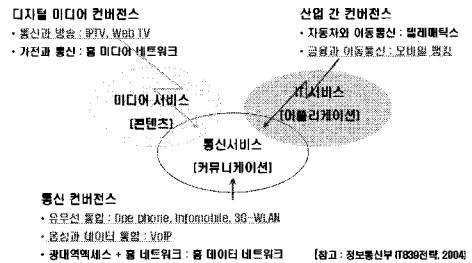 디지털 미디어 컨버전스
• 통신과 방송 : IPTV, Web TV
• 가전과 통신 : 홈 미디어 네트워크
산업 간 컨버전스
• 자동차와 이동통신 : 텔레매틱스
• 금융과 이동통신 : 모바일 뱅킹
미디어 서비스
[콘텐츠]
IT서비스
[어플리케이션]
통신서비스
[커뮤니케이션]
통신 컨버전스
• 유무선 통합 : One phone, Infomobile, 3G-WLAN
• 음성과 데이터 통합 : VoIP
• 광대역엑세스 + 홈 네트워크 : 홈 데이터 네트워크
[참고 : 정보통신부 IT839전략, 2004]